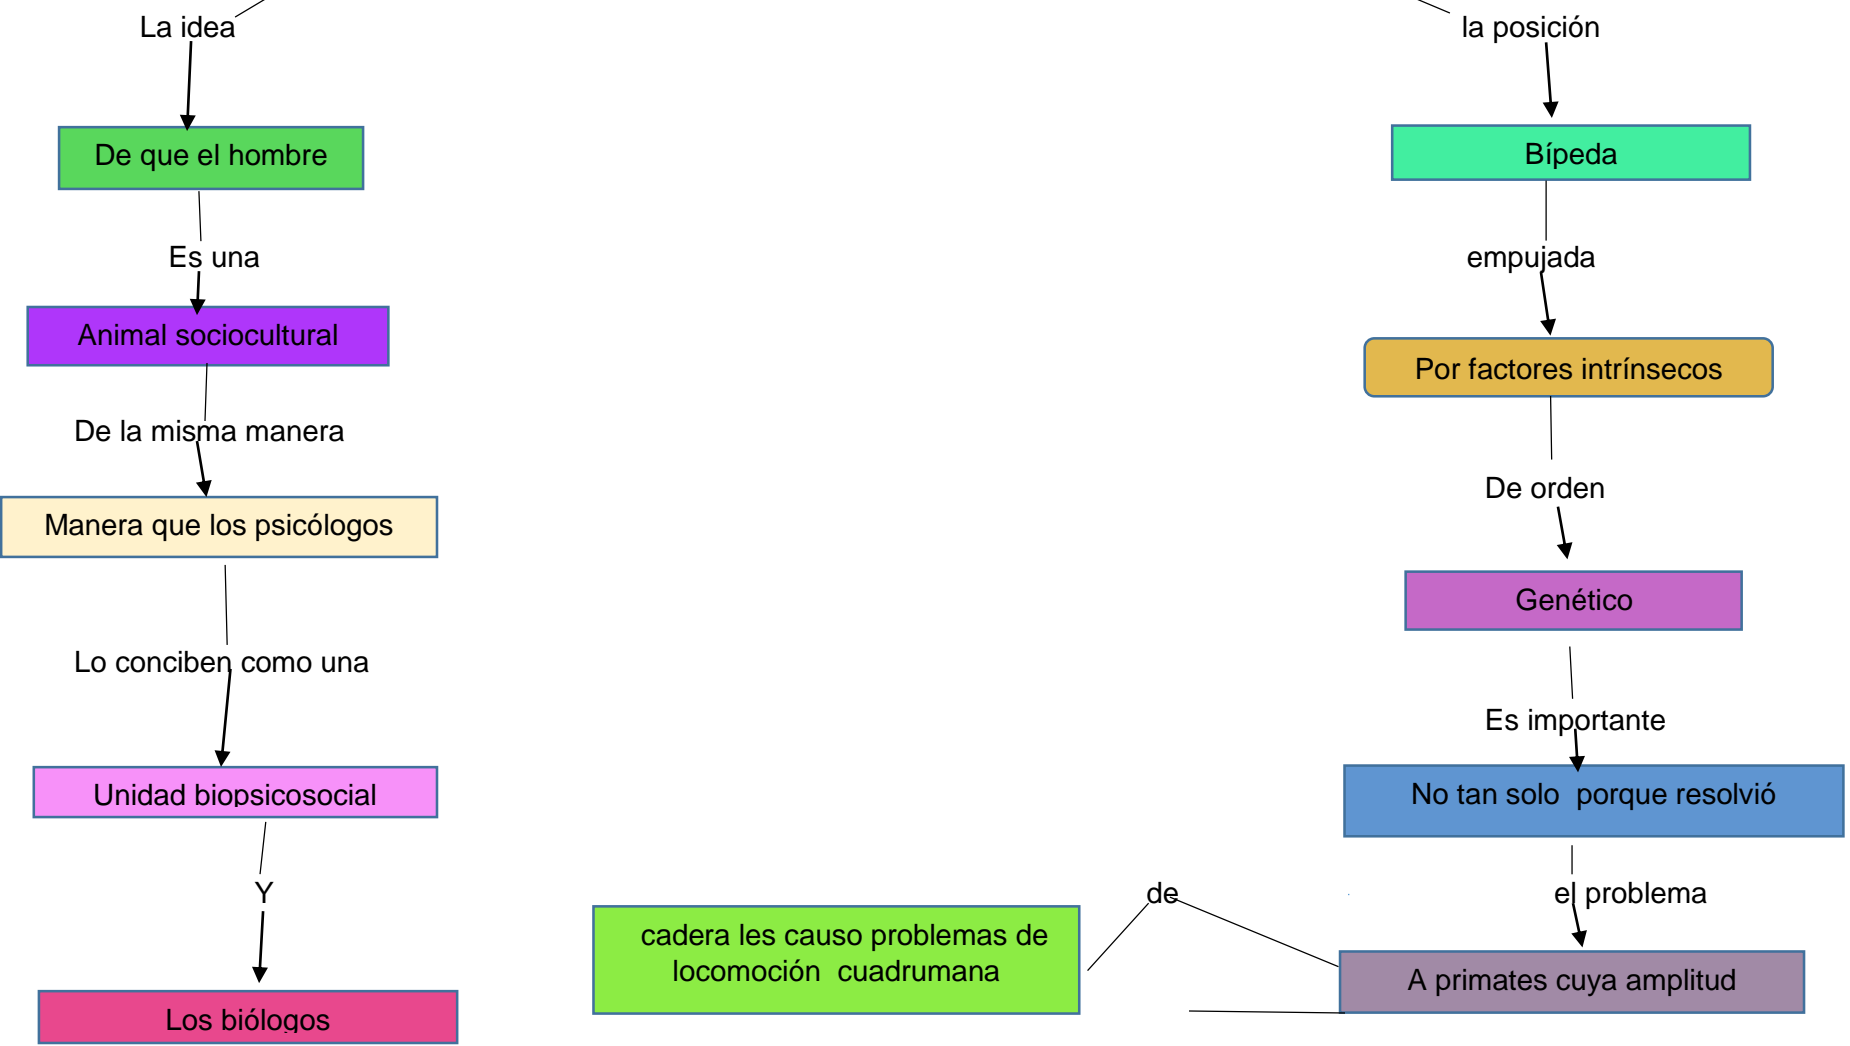 La idea
De que el hombre
Es una
Animal sociocultural
De la misma manera
Manera que los psicólogos
Lo conciben como una
Unidad biopsicosocial
Y
Los biólogos
la posición
Bípeda
empujada
Por factores intrínsecos
De orden
Genético
Es importante
No tan solo  porque resolvió
el problema
A primates cuya amplitud
de
cadera les causo problemas de
locomoción  cuadrumana